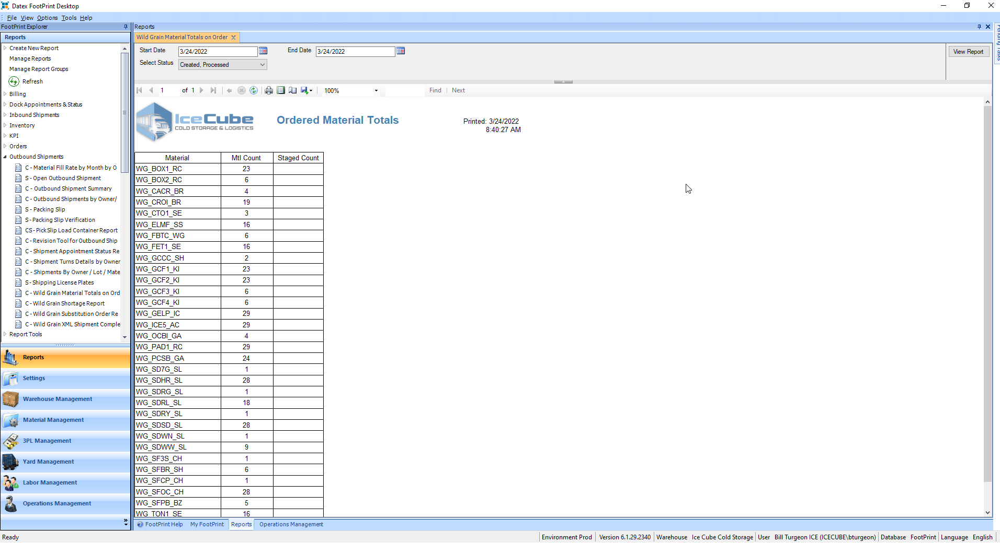 Datex FootPrint Desktop
File View Options Tools Help
FootPrint Explorer
Reports
Reports
Wild Grain Material Totals on Order
Create New Report
Manage Reports
Manage Report Groups
Refresh
Billing
Dock Appointments & Status
Inbound Shipments
Inventory
KPI
Orders
Outbound Shipments
C - Material Fill Rate by Month by O
S - Open Outbound Shipment
C - Outbound Shipment Summary
C - Outbound Shipments by Owner/
S - Packing Slip
S - Packing Slip Verification
CS - Pick Slip Load Container Report
C - Revision Tool for Outbound Ship
C - Shipment Appointment Status Re
C - Shipment Turns Details by Owner
C - Shipments By Owner / Lot / Mate
S - Shipping License Plates
C - Wild Grain Material Totals on Ord
C - Wild Grain Shortage Report
C - Wild Grain Substitution Order Re
C - Wild Grain XML Shipment Comple
Report Tools
Reports
Settings
Warehouse Management
Material Management
3PL Management
Yard Management
Labor Management
Operations Management
Start Date 3/24/2022 End Date 3/24/2022
Select Status Created, Processed
View Report
1 of 1 100% Find | Next
IceCube
COLD STORAGE & LOGISTICS
Ordered Material Totals
Printed: 3/24/2022
8:40:27 AM
Material Mtl Count Staged Count
WG_BOX1_RC 23
WG_BOX2_RC 6
WG_CACR_BR 4
WG_CROI_BR 19
WG_CTO1_SE 3
WG_ELMF_SS 16
WG_FBTC_WG 6
WG_FET1_SE 16
WG_GCCC_SH 2
WG_GCF1_KI 23
WG_GCF2_KI 23
WG_GCF3_KI 6
WG_GCF4_KI 6
WG_GELP_IC 29
WG_ICE5_AC 29
WG_OCBI_GA 4
WG_PAD1_RC 29
WG_PCSB_GA 24
WG_SD7G_SL 1
WG_SDHR_SL 28
WG_SDRG_SL 1
WG_SDRL_SL 18
WG_SDRY_SL 1
WG_SDSD_SL 28
WG_SDWN_SL 1
WG_SDWW_SL 9
WG_SF3S_CH 1
WG_SFBR_SH 6
WG_SFCP_CH 1
WG_SFOC_CH 28
WG_SFPB_BZ 5
WG_TON1_SE 16
FootPrint Help My FootPrint Reports Operations Management
Ready Environment Prod Version 6.1.29.2340 Warehouse Ice Cube Cold Storage User Bill Turgeon ICE (ICECUBE\bturgeon) Database FootPrint Language English